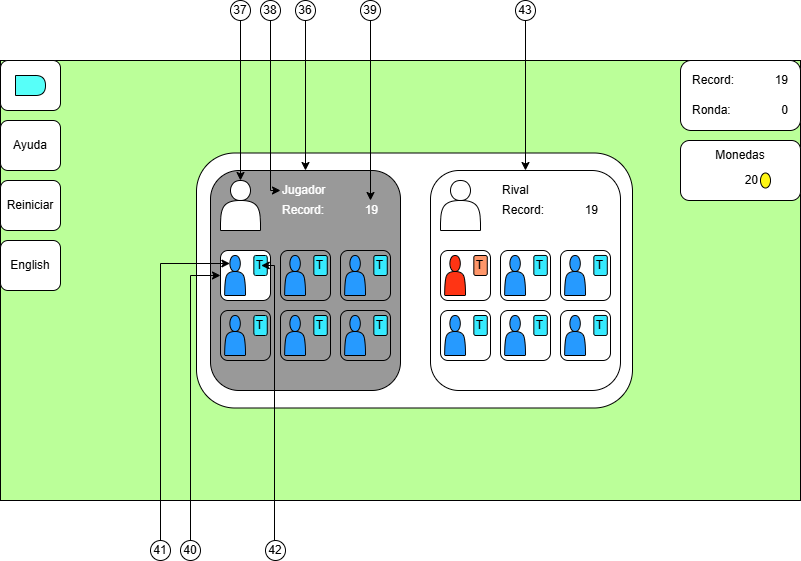 37
38
36
39
43
Record: 19
Ronda: 0
Monedas
20
Ayuda
Reiniciar
English
Jugador
Record: 19
T T T
T T T
Rival
Record: 19
T T T
T T T
41
40
42